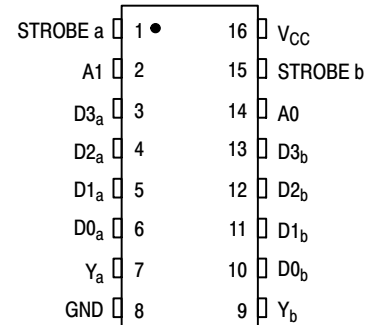 STROBE a 1 16 VCC
A1 2 15 STROBE b
D3a 3 14 A0
D2a 4 13 D3b
D1a 5 12 D2b
D0a 6 11 D1b
Ya 7 10 D0b
GND 8 9 Yb